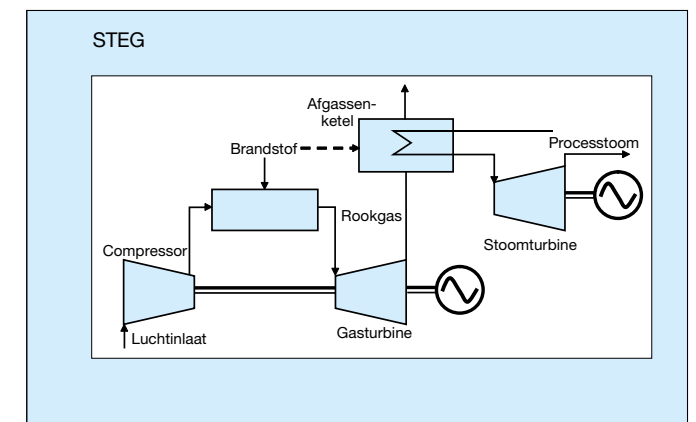 STEG
Afgassen-
ketel
Brandstof
Processtoom
Rookgas
Compressor
Stoomturbine
Gasturbine
Luchtinlaat